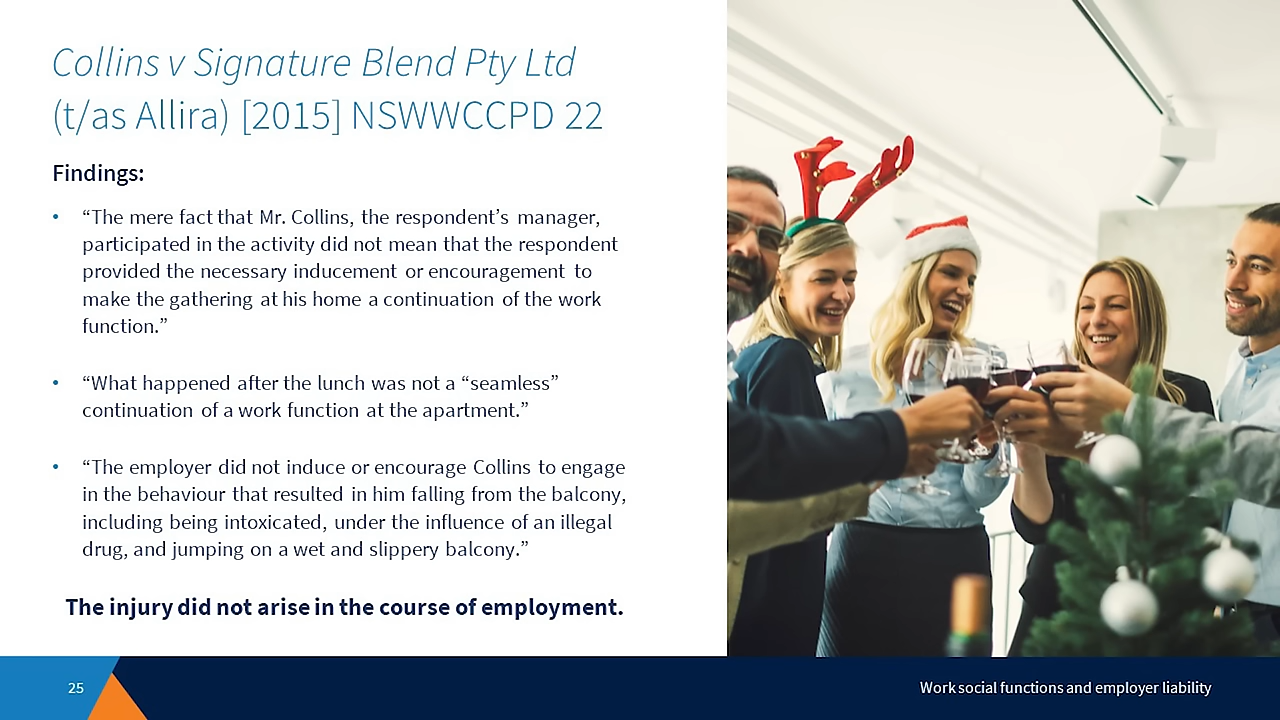 Collins v Signature Blend Pty Ltd
(t/as Allira) [2015] NSWWCCPD 22
Findings:
• “The mere fact that Mr. Collins, the respondent’s manager,
participated in the activity did not mean that the respondent
provided the necessary inducement or encouragement to
make the gathering at his home a continuation of the work
function.”
• “What happened after the lunch was not a “seamless”
continuation of a work function at the apartment.”
• “The employer did not induce or encourage Collins to engage
in the behaviour that resulted in him falling from the balcony,
including being intoxicated, under the influence of an illegal
drug, and jumping on a wet and slippery balcony.”
The injury did not arise in the course of employment.
25
Work social functions and employer liability